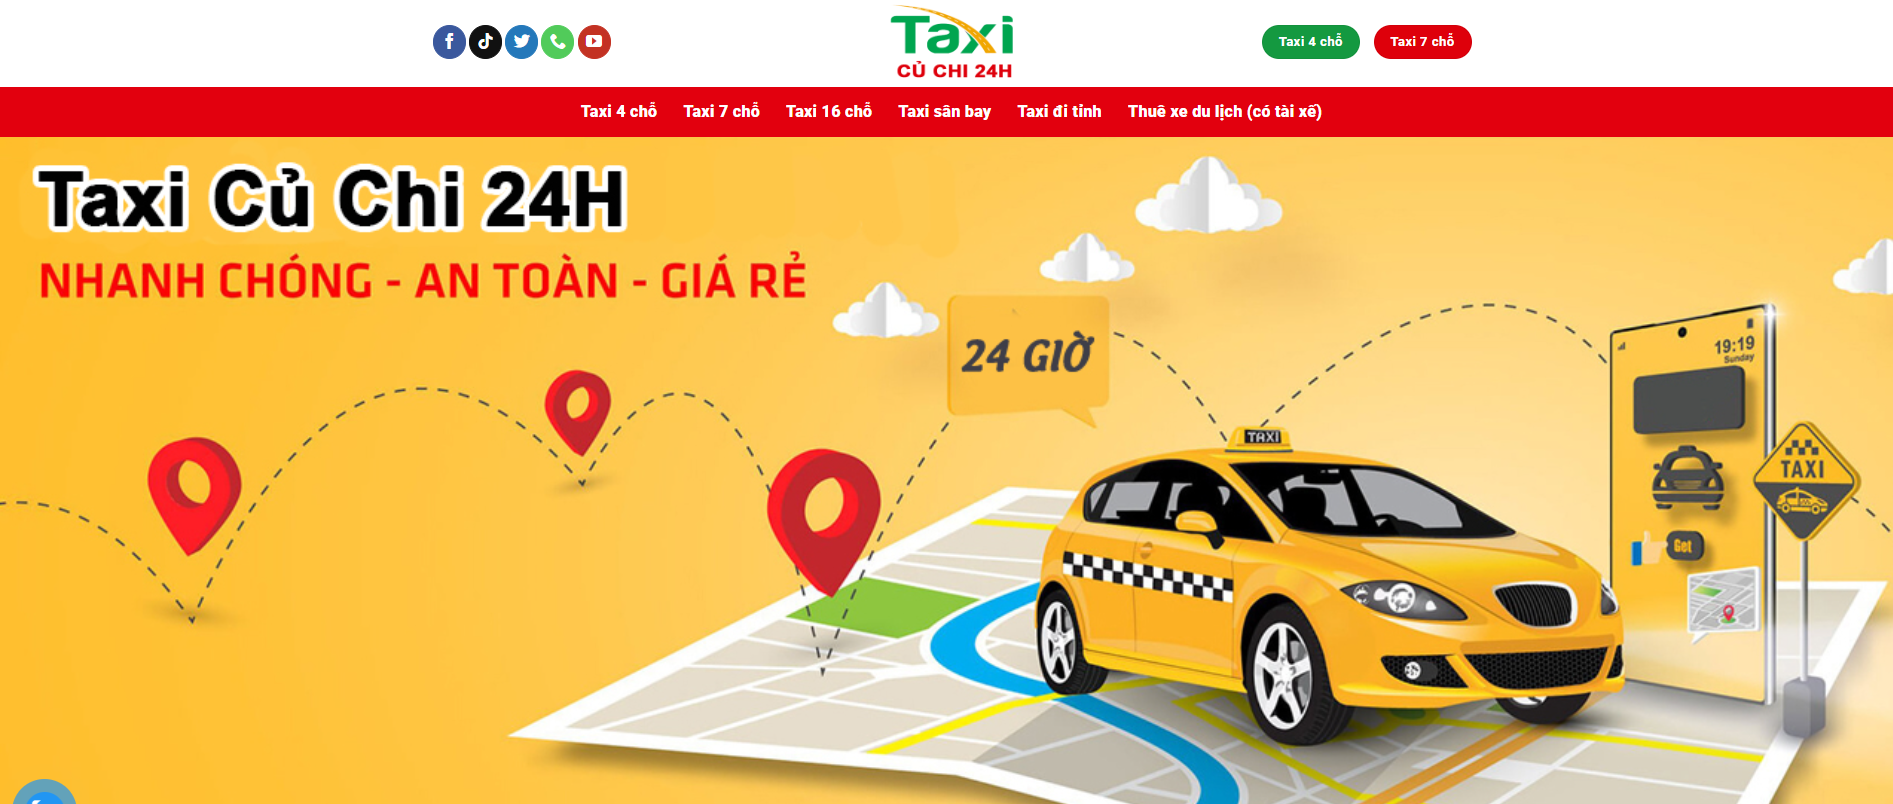 Taxi
CỦ CHI 24H
Taxi 4 chỗ
Taxi 7 chỗ
Taxi 4 chỗ
Taxi 7 chỗ
Taxi 16 chỗ
Taxi sân bay
Taxi đi tỉnh
Thuê xe du lịch (có tài xế)
Taxi Củ Chi 24H
NHANH CHÓNG - AN TOÀN - GIÁ RẺ
24 GIỜ
19:19
Sunday
TAXI
TAXI
Get